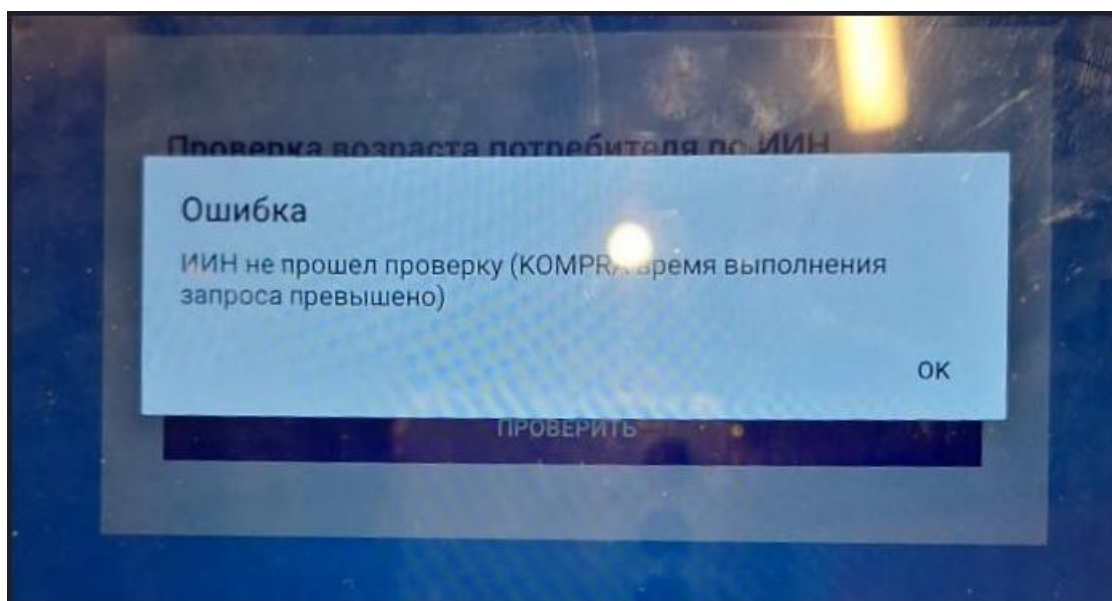 Проверка возраста потребителя по ИИН
Ошибка
ИИН не прошел проверку (KOMPRA время выполнения
запроса превышено)
OK
ПРОВЕРИТЬ